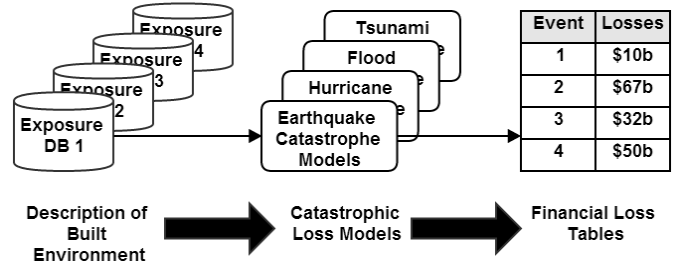 Exposure
4
Exposure
3
Exposure
2
Exposure
DB 1
Tsunami
e
Flood
e
Hurricane
e
Earthquake
Catastrophe
Models
Event Losses
1 $10b
2 $67b
3 $32b
4 $50b
Description of
Built
Environment
Catastrophic
Loss Models
Financial Loss
Tables